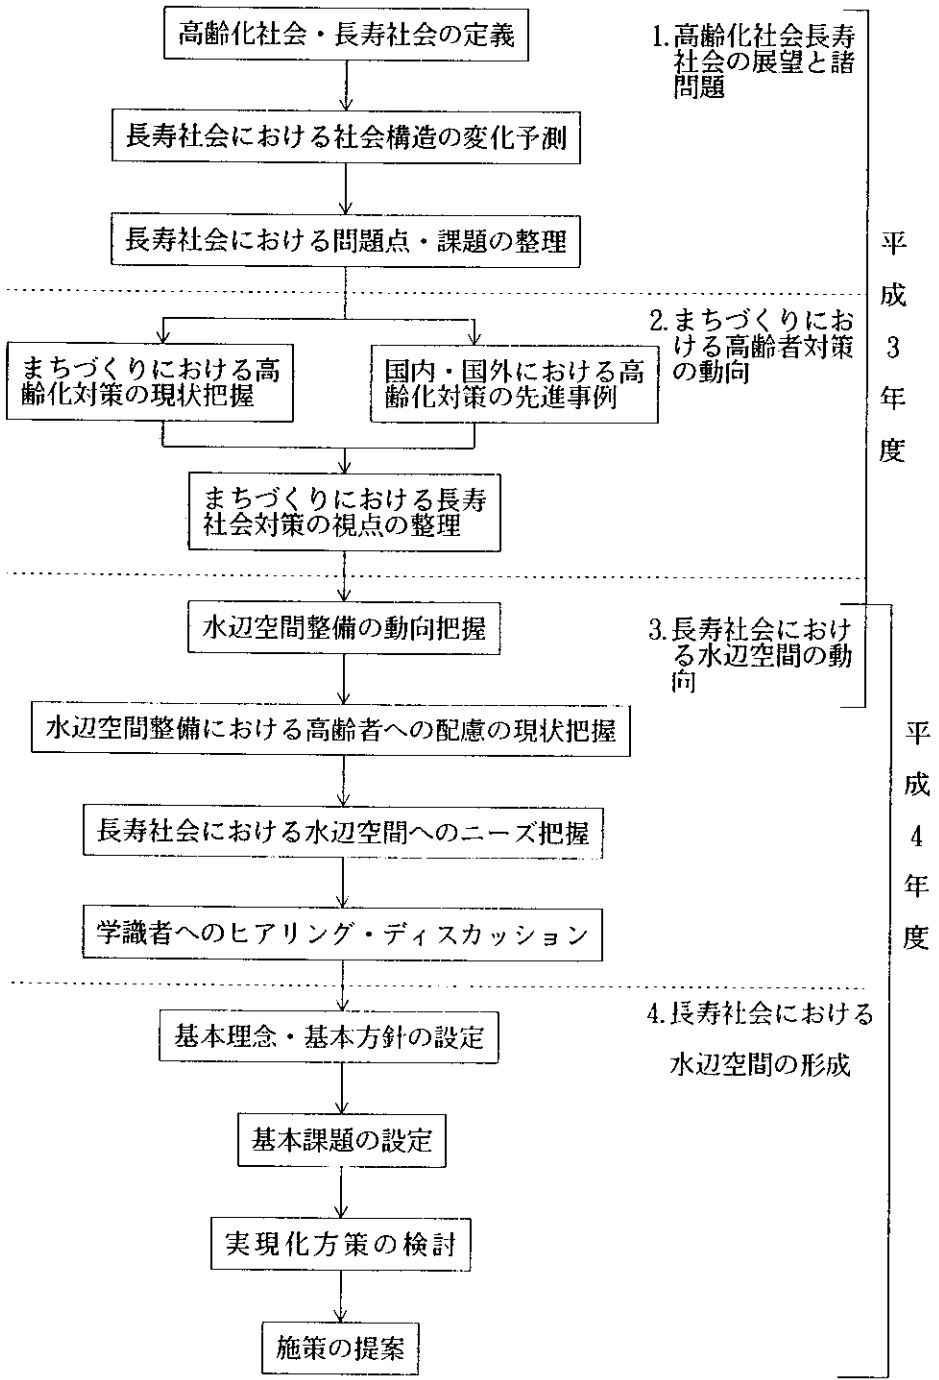 高齢化社会・長寿社会の定義
1.高齢化社会長寿
社会の展望と諸
問題
長寿社会における社会構造の変化予測
長寿社会における問題点・課題の整理
平成3年度
2.まちづくりにお
ける高齢者対策
の動向
まちづくりにおける高
齢化対策の現状把握
国内・国外における高
齢化対策の先進事例
まちづくりにおける長寿
社会対策の視点の整理
水辺空間整備の動向把握
3.長寿社会におけ
る水辺空間の動
向
水辺空間整備における高齢者への配慮の現状把握
平成4年度
長寿社会における水辺空間へのニーズ把握
学識者へのヒアリング・ディスカッション
4.長寿社会における
水辺空間の形成
基本理念・基本方針の設定
基本課題の設定
実現化方策の検討
施策の提案